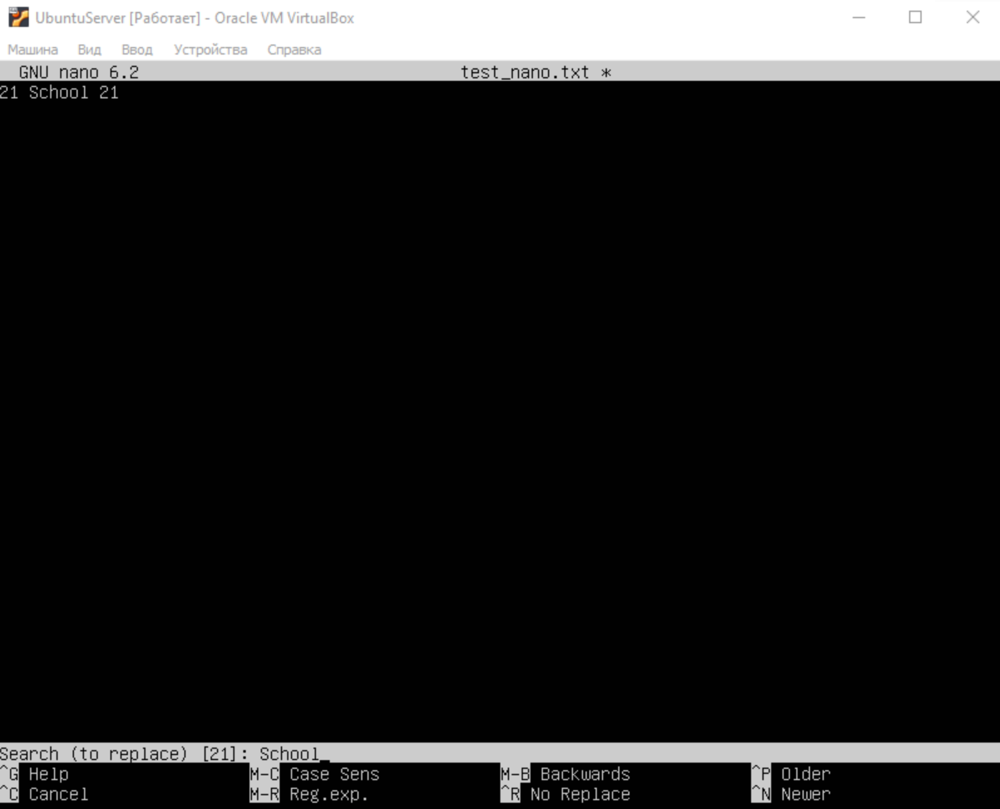 UbuntuServer [Работает] - Oracle VM VirtualBox
Машина Вид Ввод Устройства Справка
GNU nano 6.2 test_nano.txt *
21 School 21
Search (to replace) [21]: School_
^G Help M-C Case Sens M-B Backwards ^P Older
^C Cancel M-R Reg.exp. ^R No Replace ^N Newer